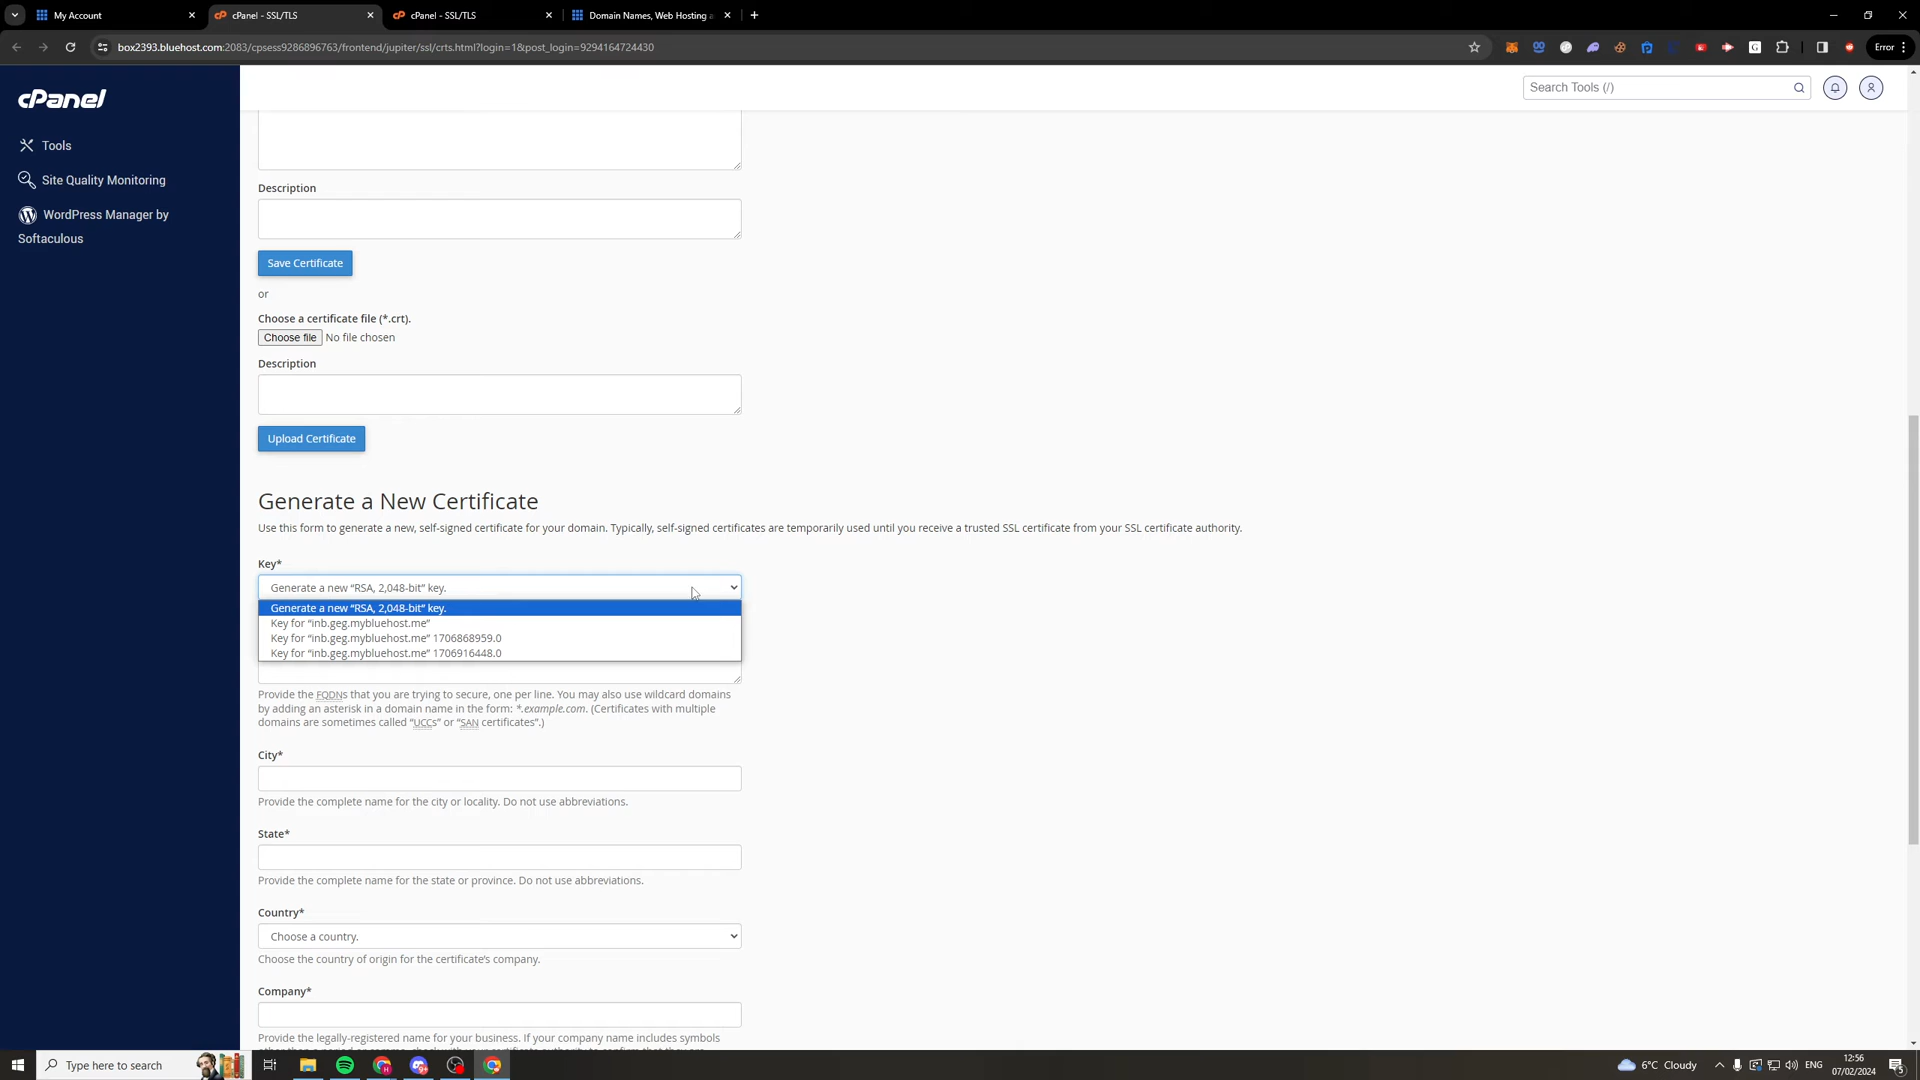 My Account
cPanel - SSL/TLS
cPanel - SSL/TLS
Domain Names, Web Hosting
box2393.bluehost.com:2083/cpsess9286896763/frontend/jupiter/ssl/crts.html?login=1&post_login=9294164724430
Error
cPanel
Search Tools (/)
Tools
Site Quality Monitoring
WordPress Manager by
Softaculous
Description
Save Certificate
or
Choose a certificate file (*.crt).
Choose file No file chosen
Description
Upload Certificate
Generate a New Certificate
Use this form to generate a new, self-signed certificate for your domain. Typically, self-signed certificates are temporarily used until you receive a trusted SSL certificate from your SSL certificate authority.
Key*
Generate a new “RSA, 2,048-bit” key.
Generate a new “RSA, 2,048-bit” key.
Key for “inb.geg.mybluehost.me”
Key for “inb.geg.mybluehost.me” 1706868959.0
Key for “inb.geg.mybluehost.me” 1706916448.0
Provide the FQDNs that you are trying to secure, one per line. You may also use wildcard domains
by adding an asterisk in a domain name in the form: *.example.com. (Certificates with multiple
domains are sometimes called “UCCs” or “SAN certificates”.)
City*
Provide the complete name for the city or locality. Do not use abbreviations.
State*
Provide the complete name for the state or province. Do not use abbreviations.
Country*
Choose a country.
Choose the country of origin for the certificate’s company.
Company*
Provide the legally-registered name for your business. If your company name includes symbols
Type here to search
6°C Cloudy
ENG
12:56
07/02/2024
5